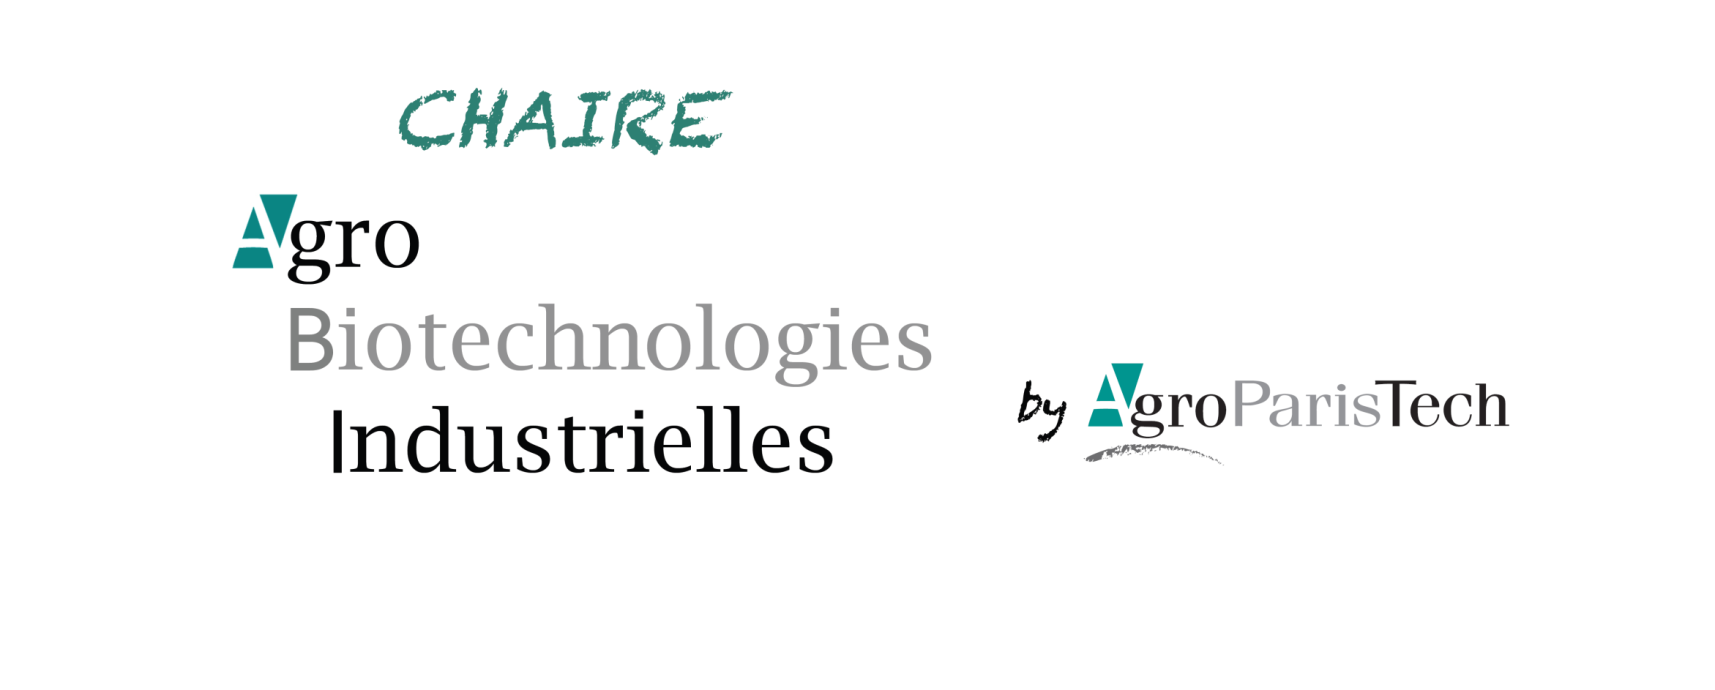 CHAIRE
Agro
Biotechnologies
Industrielles
by AgroParisTech